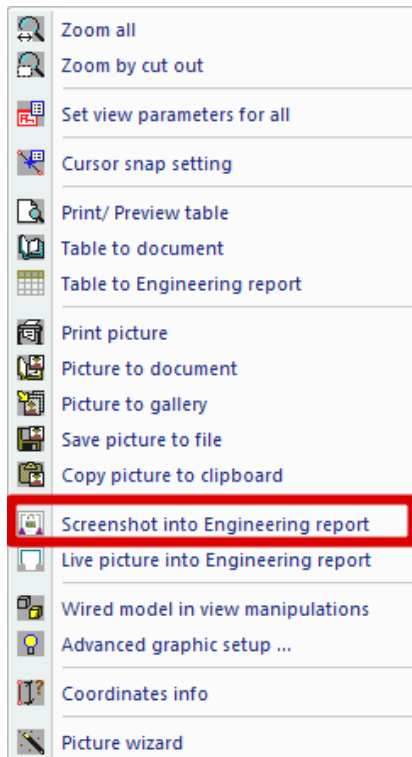 Zoom all
Zoom by cut out
Set view parameters for all
Cursor snap setting
Print/ Preview table
Table to document
Table to Engineering report
Print picture
Picture to document
Picture to gallery
Save picture to file
Copy picture to clipboard
Screenshot into Engineering report
Live picture into Engineering report
Wired model in view manipulations
Advanced graphic setup ...
Coordinates info
Picture wizard